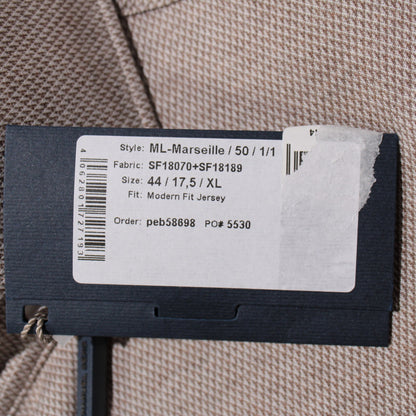 Style: ML-Marseille / 50 / 1/1
Fabric: SF18070+SF18189
Size: 44 / 17,5 / XL
Fit: Modern Fit Jersey
Order: peb58698 PO# 5530
4062801727193